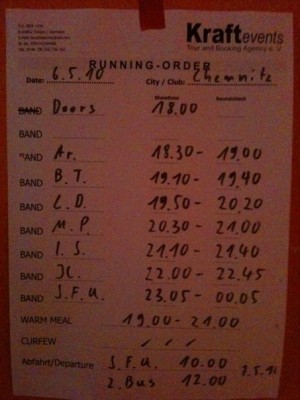 Kraftevents
Tour and Booking Agency e. V.
RUNNING-ORDER
Date: 6.5.10 City / Club: Chemnitz
BAND Doors 18.00
BAND
BAND Ar. 18.30 - 19.00
BAND B.T. 19.10 - 19.40
BAND L.D. 19.50 - 20.20
BAND M.P. 20.30 - 21.00
BAND I.S. 21.10 - 21.40
BAND 22.00 - 22.45
BAND S.F.U. 23.05 - 00.05
WARM MEAL 19.00 - 21.00
CURFEW / / /
Abfahrt/Departure S.F.U. 10.00
2. Bus 12.00 7.5.10